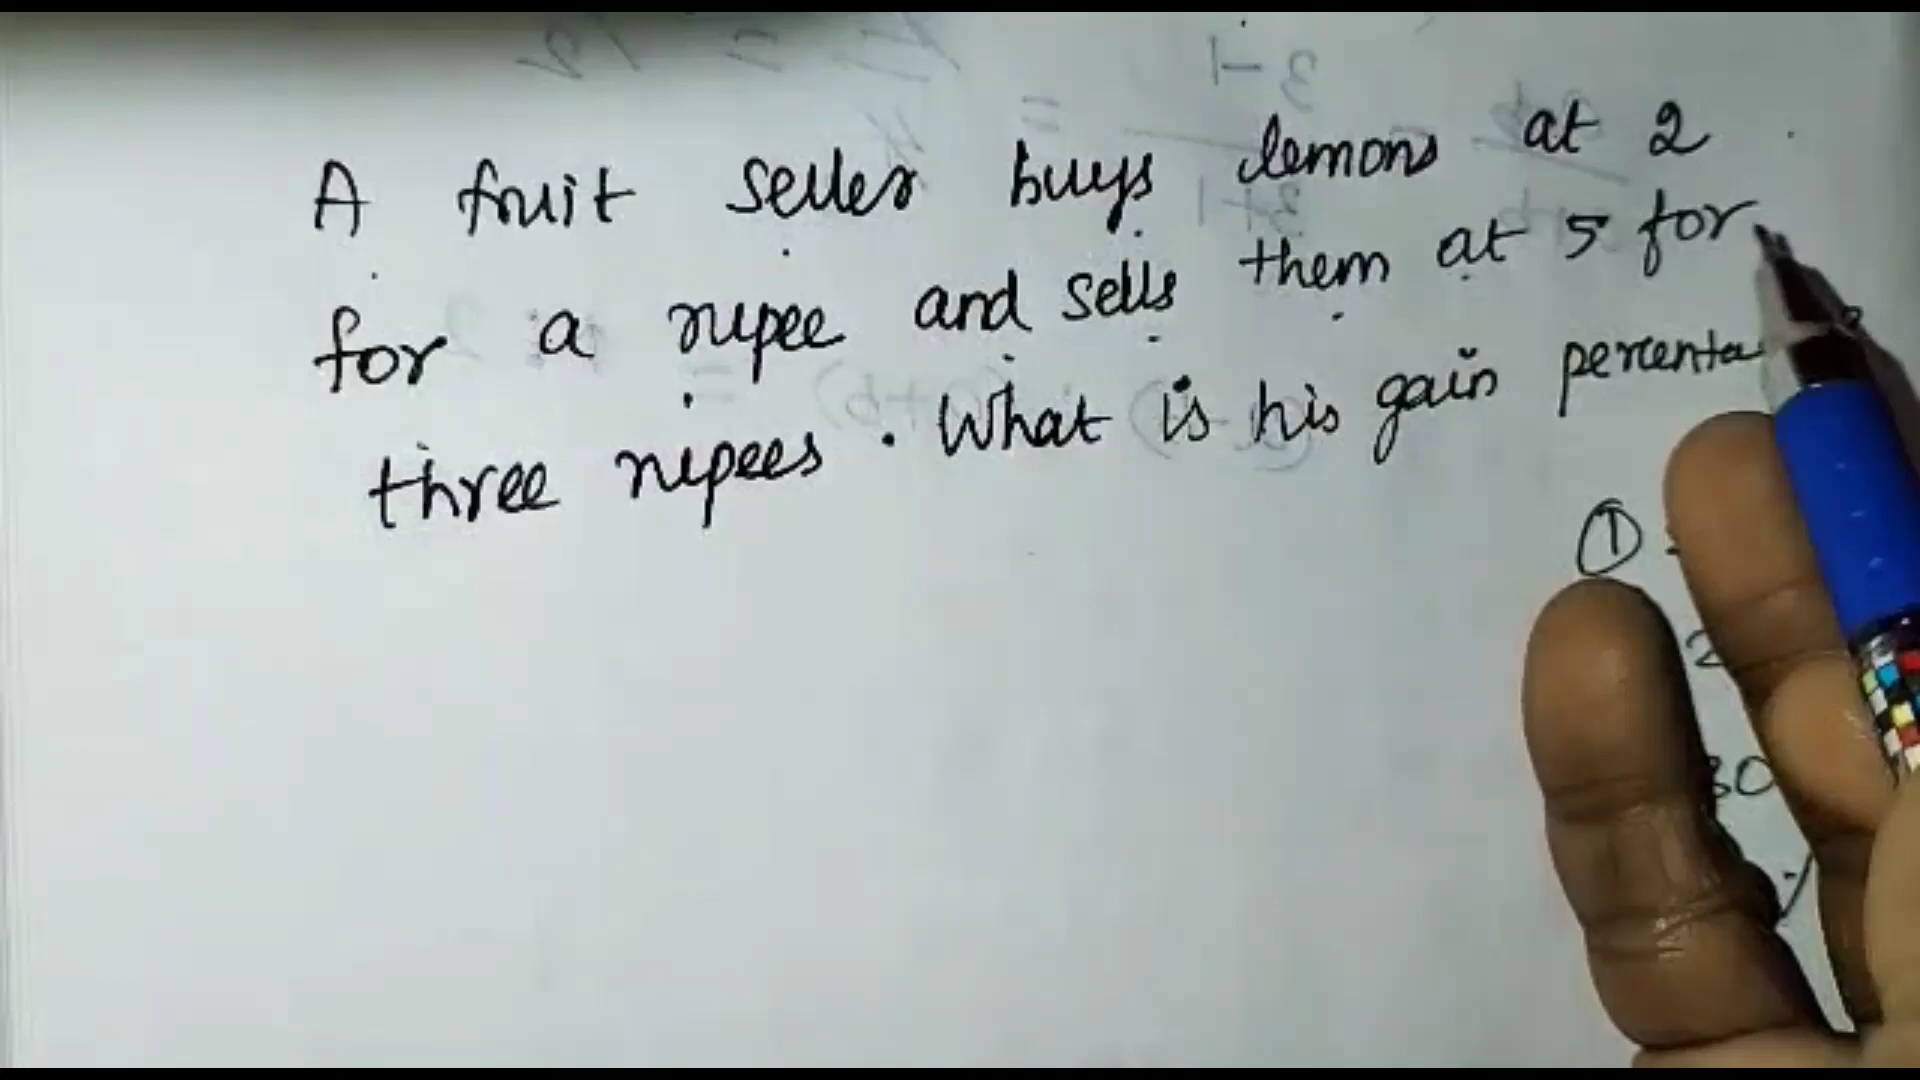 A fruit seller buys lemons at 2
for a rupee and sells them at 5 for
three rupees. What is his gain
①